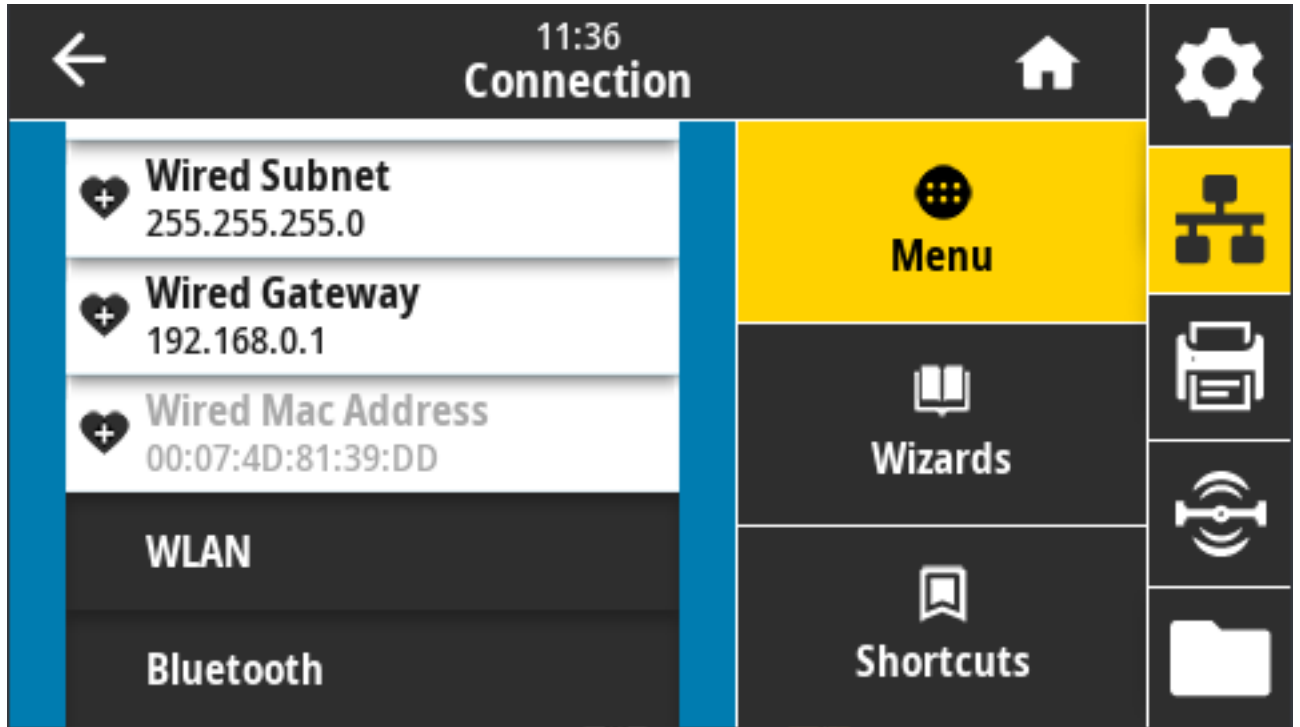 11:36
Connection
Wired Subnet
255.255.255.0
Wired Gateway
192.168.0.1
Wired Mac Address
00:07:4D:81:39:DD
WLAN
Bluetooth
Menu
Wizards
Shortcuts